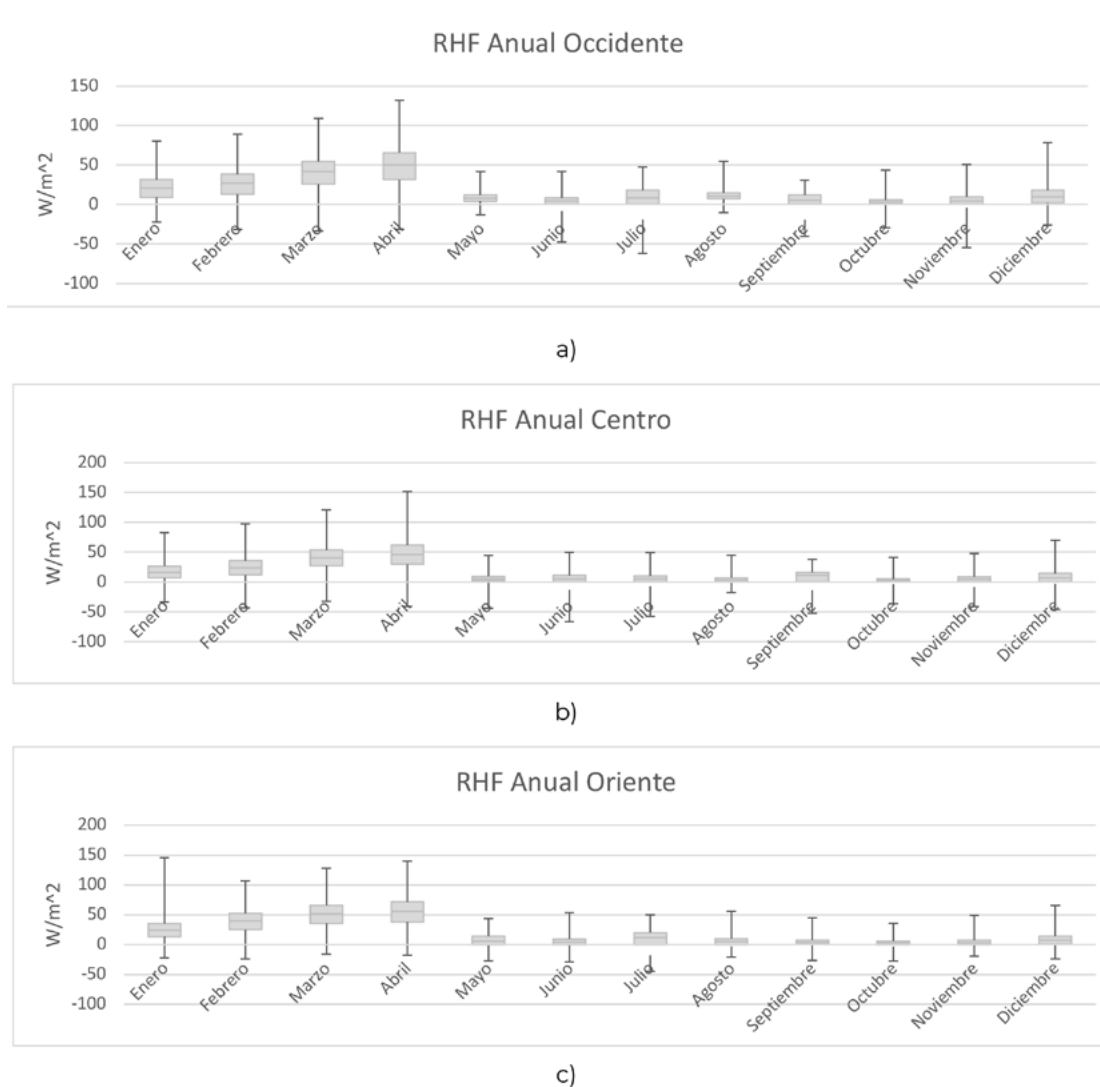 RHF Anual Occidente
150
100
50
0
-50
-100
W/m^2
Enero
Febrero
Marzo
Abril
Mayo
Junio
Julio
Agosto
Septiembre
Octubre
Noviembre
Diciembre
a)
RHF Anual Centro
200
150
100
50
0
-50
-100
W/m^2
Enero
Febrero
Marzo
Abril
Mayo
Junio
Julio
Agosto
Septiembre
Octubre
Noviembre
Diciembre
b)
RHF Anual Oriente
200
150
100
50
0
-50
-100
W/m^2
Enero
Febrero
Marzo
Abril
Mayo
Junio
Julio
Agosto
Septiembre
Octubre
Noviembre
Diciembre
c)